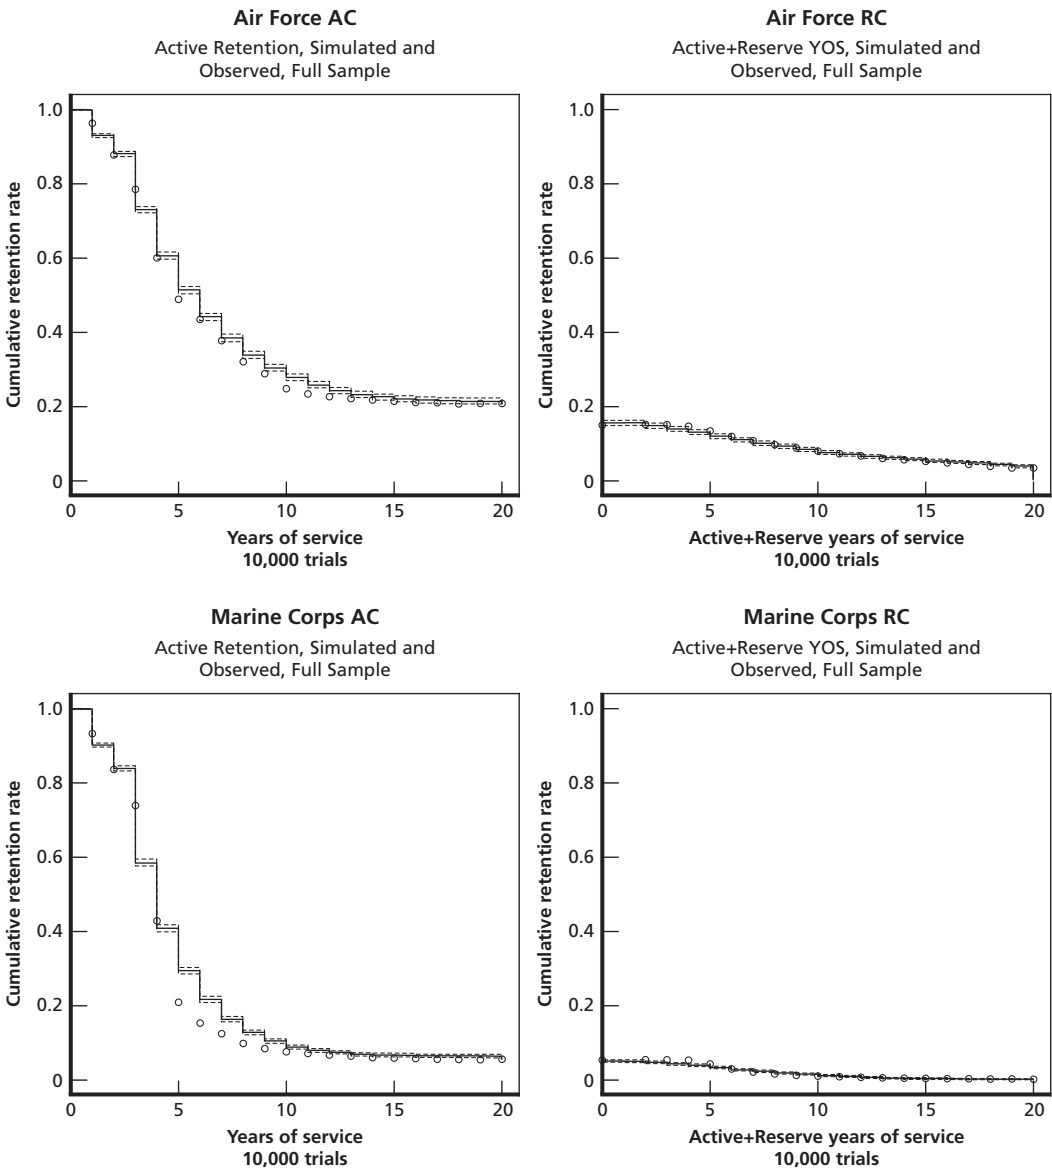 Air Force AC
Active Retention, Simulated and
Observed, Full Sample
Cumulative retention rate
1.0
0.8
0.6
0.4
0.2
0
0 5 10 15 20
Years of service
10,000 trials
Air Force RC
Active+Reserve YOS, Simulated and
Observed, Full Sample
Cumulative retention rate
1.0
0.8
0.6
0.4
0.2
0
0 5 10 15 20
Active+Reserve years of service
10,000 trials
Marine Corps AC
Active Retention, Simulated and
Observed, Full Sample
Cumulative retention rate
1.0
0.8
0.6
0.4
0.2
0
0 5 10 15 20
Years of service
10,000 trials
Marine Corps RC
Active+Reserve YOS, Simulated and
Observed, Full Sample
Cumulative retention rate
1.0
0.8
0.6
0.4
0.2
0
0 5 10 15 20
Active+Reserve years of service
10,000 trials